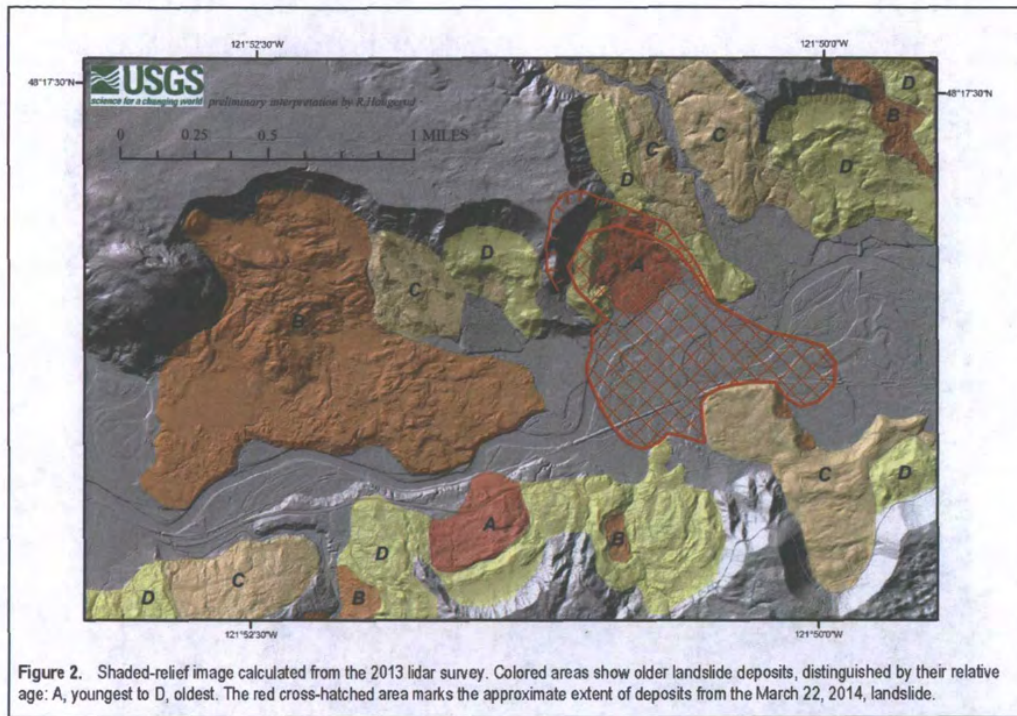 121°52'30"W
121°50'0"W
48°17'30"N
48°17'30"N
USGS
science for a changing world
preliminary interpretation by R.Haugerud
0 0.25 0.5 1 MILES
D
B
C
C
D
D
D
A
C
B
C
D
A
B
D
C
D
B
121°52'30"W
121°50'0"W
Figure 2. Shaded-relief image calculated from the 2013 lidar survey. Colored areas show older landslide deposits, distinguished by their relative
age: A, youngest to D, oldest. The red cross-hatched area marks the approximate extent of deposits from the March 22, 2014, landslide.